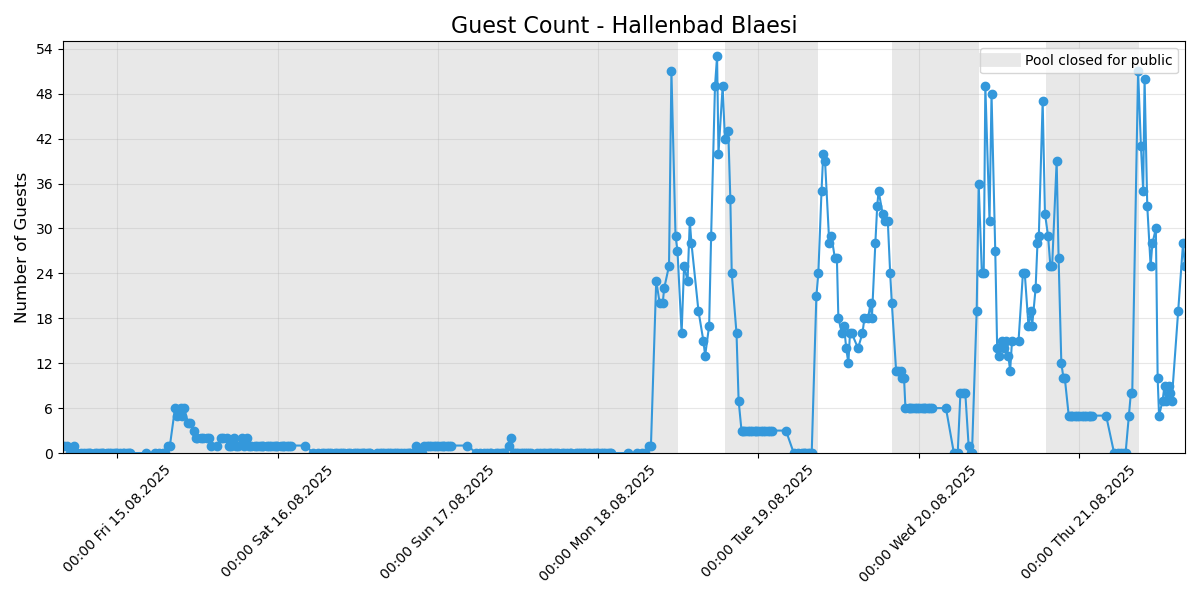 Guest Count - Hallenbad Blaesi
Pool closed for public
Number of Guests
54
48
42
36
30
24
18
12
6
0
00:00 Fri 15.08.2025
00:00 Sat 16.08.2025
00:00 Sun 17.08.2025
00:00 Mon 18.08.2025
00:00 Tue 19.08.2025
00:00 Wed 20.08.2025
00:00 Thu 21.08.2025